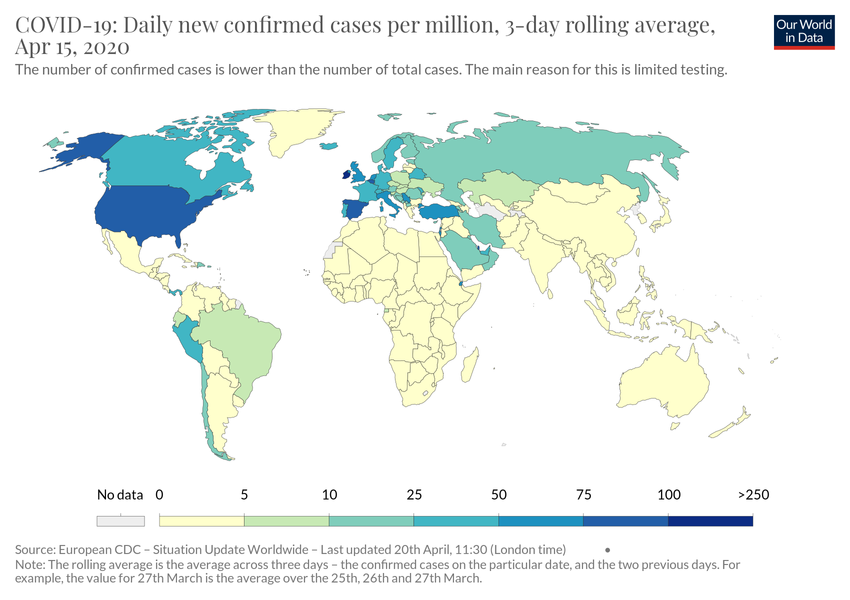 COVID-19: Daily new confirmed cases per million, 3-day rolling average,
Apr 15, 2020
Our World
in Data
The number of confirmed cases is lower than the number of total cases. The main reason for this is limited testing.
No data 0 5 10 25 50 75 100 >250
Source: European CDC – Situation Update Worldwide – Last updated 20th April, 11:30 (London time)
Note: The rolling average is the average across three days – the confirmed cases on the particular date, and the two previous days. For
example, the value for 27th March is the average over the 25th, 26th and 27th March.